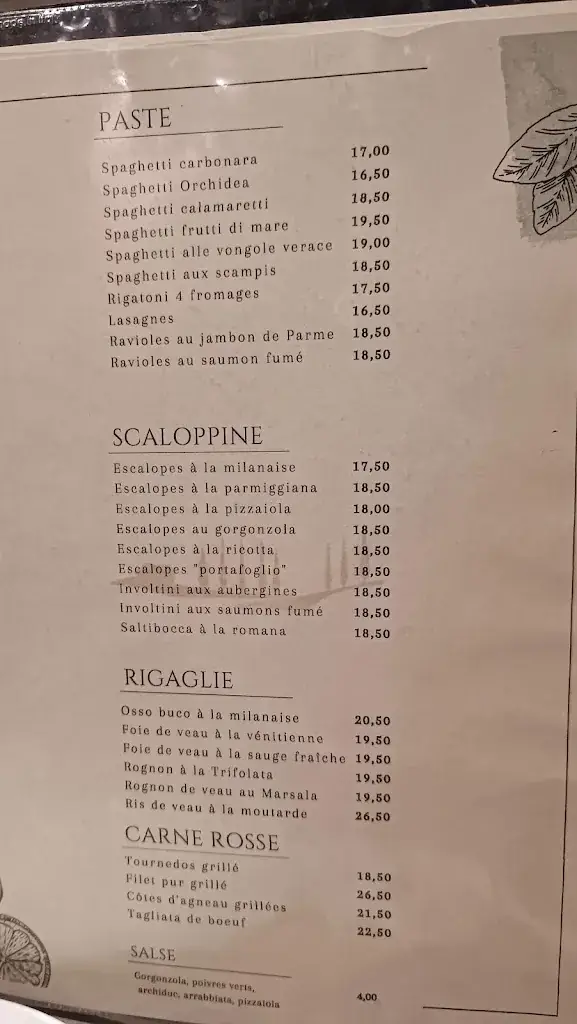 PASTE
Spaghetti carbonara 17,00
Spaghetti Orchidea 16,50
Spaghetti calamaretti 18,50
Spaghetti frutti di mare 19,50
Spaghetti alle vongole verace 19,00
Spaghetti aux scampis 18,50
Rigatoni 4 fromages 17,50
Lasagnes 16,50
Ravioles au jambon de Parme 18,50
Ravioles au saumon fumé 18,50
SCALOPPINE
Escalopes à la milanaise 17,50
Escalopes à la parmiggiana 18,50
Escalopes à la pizzaiola 18,00
Escalopes au gorgonzola 18,50
Escalopes à la ricotta 18,50
Escalopes "portafoglio" 18,50
Involtini aux aubergines 18,50
Involtini aux saumons fumé 18,50
Saltibocca à la romana 18,50
RIGAGLIE
Osso buco à la milanaise 20,50
Foie de veau à la vénitienne 19,50
Foie de veau à la sauge fraîche 19,50
Rognon à la Trifolata 19,50
Rognon de veau au Marsala 19,50
Ris de veau à la moutarde 26,50
CARNE ROSSE
Tournedos grillé 18,50
Filet pur grillé 26,50
Côtes d'agneau grillées 21,50
Tagliata de boeuf 22,50
SALSE
Gorgonzola, poivres verts,
archiduc, arrabbiata, pizzaiola 4,00